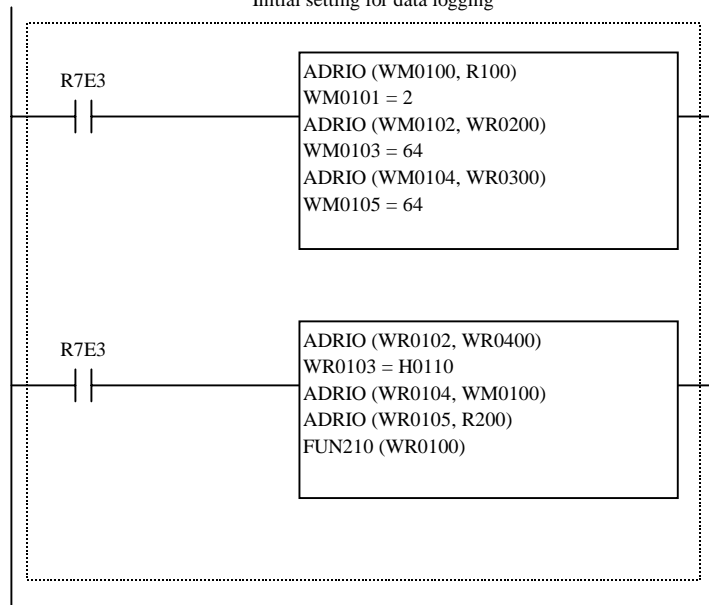 Initial setting for data logging
R7E3
ADRIO (WM0100, R100)
WM0101 = 2
ADRIO (WM0102, WR0200)
WM0103 = 64
ADRIO (WM0104, WR0300)
WM0105 = 64
R7E3
ADRIO (WR0102, WR0400)
WR0103 = H0110
ADRIO (WR0104, WM0100)
ADRIO (WR0105, R200)
FUN210 (WR0100)